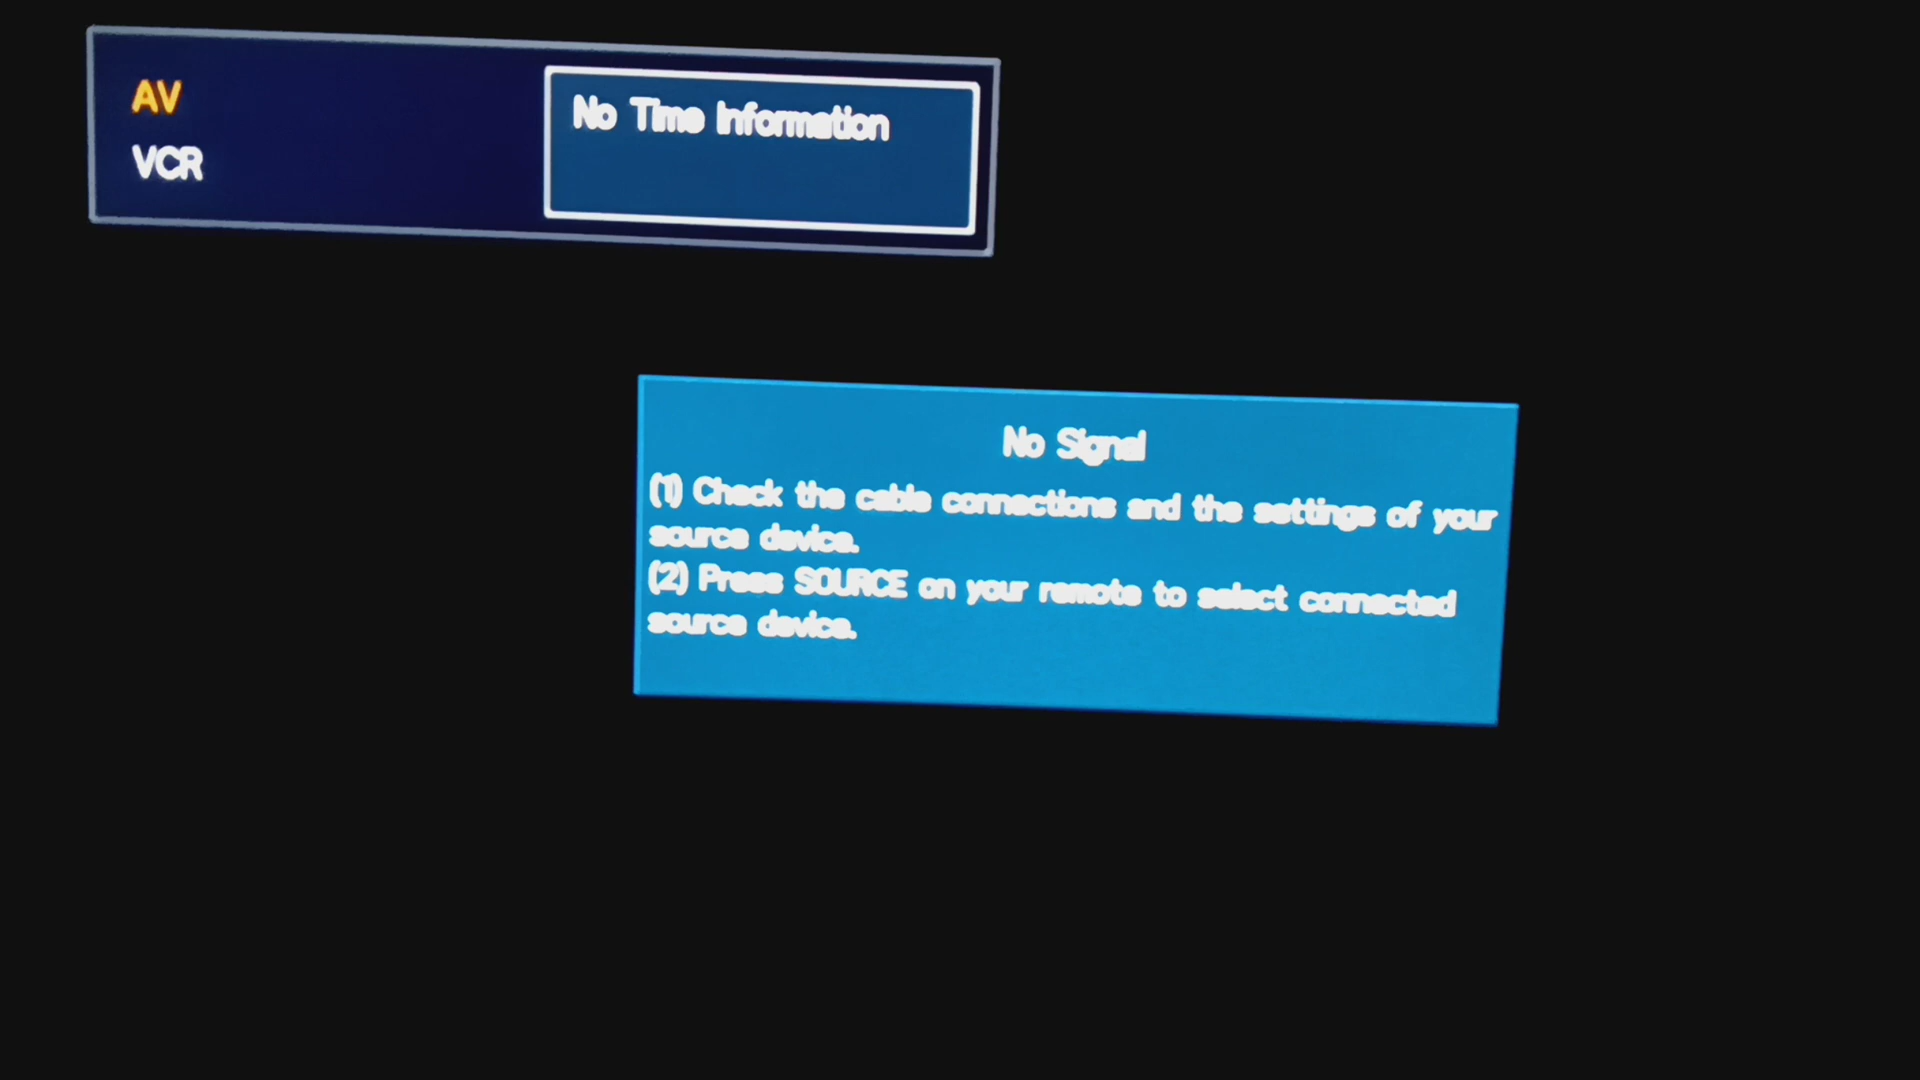 AV
VCR
No Time Information
No Signal
(1) Check the cable connections and the settings of your
source device.
(2) Press SOURCE on your remote to select connected
source device.